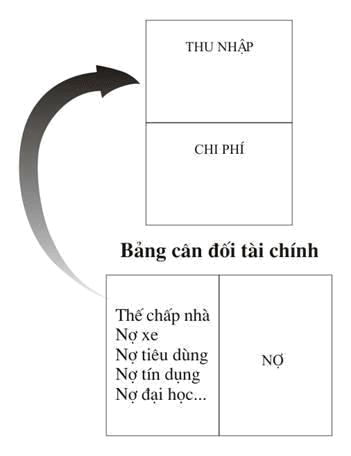 THU NHẬP
CHI PHÍ
Bảng cân đối tài chính
Thế chấp nhà
Nợ xe
Nợ tiêu dùng
Nợ tín dụng
Nợ đại học...
NỢ